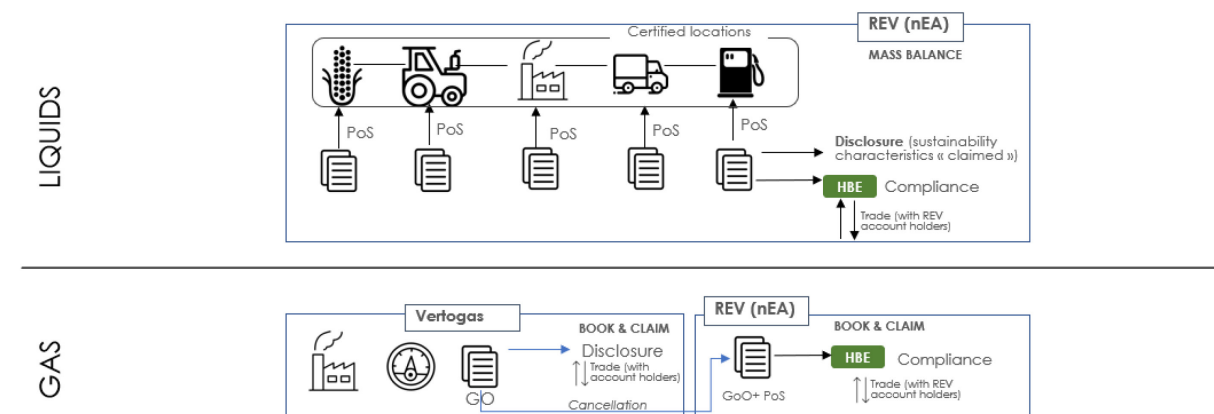 LIQUIDS
REV (nEA)
Certified locations
MASS BALANCE
PoS
PoS
PoS
PoS
PoS
Disclosure (sustainability
characteristics « claimed »)
HBE Compliance
Trade (with REV
account holders)
GAS
Vertogas
BOOK & CLAIM
Disclosure
Trade (with
account holders)
GO
Cancellation
REV (nEA)
BOOK & CLAIM
HBE Compliance
GoO+ PoS
Trade (with REV
account holders)